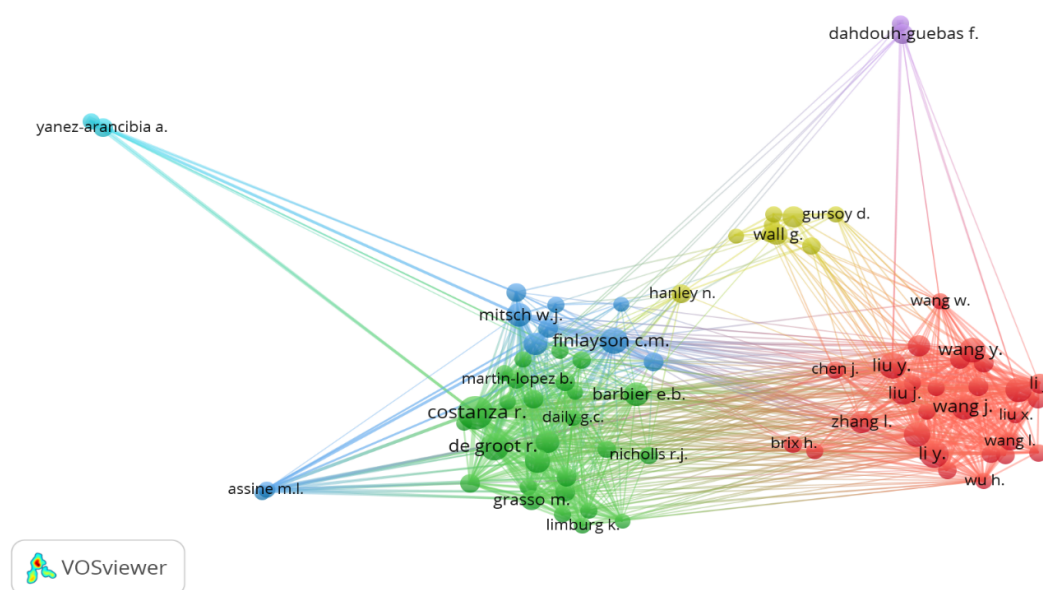 dahdouh-guebas f.
yanez-arancibia a.
gursoy d.
wall g.
hanley n.
wang w.
mitsch w.j.
finlayson c.m.
wang y.
liu y.
chen j.
martin-lopez b.
li
barbier e.b.
liu j.
costanza r.
wang j.
liu x.
daily g.c.
zhang l.
de groot r.
brix h.
wang l.
nicholls r.j.
li y.
assine m.l.
wu h.
grasso m.
limburg k.
VOSviewer